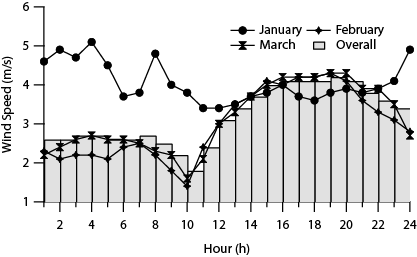 6
5
4
3
2
1
Wind Speed (m/s)
January
February
March
Overall
2 4 6 8 10 12 14 16 18 20 22 24
Hour (h)